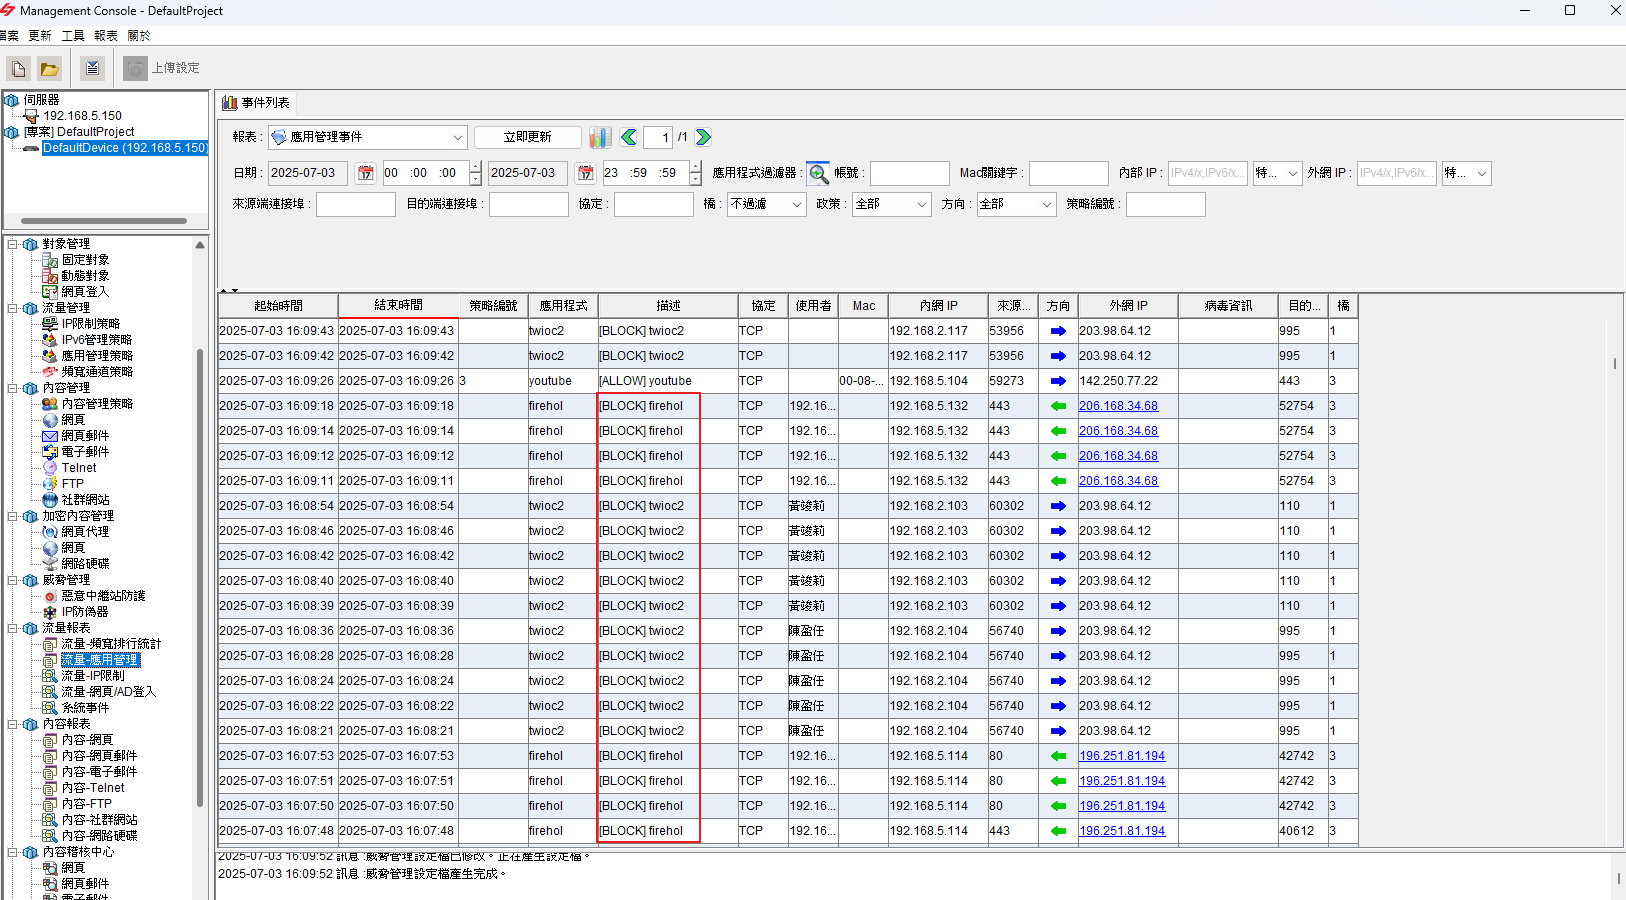 Management Console - DefaultProject
檔案 更新 工具 報表 關於
上傳設定
伺服器
192.168.5.150
[專案] DefaultProject
DefaultDevice (192.168.5.150)
對象管理
固定對象
動態對象
網頁登入
流量管理
IP限制策略
IPv6管理策略
應用管理策略
頻寬通道策略
內容管理
內容管理策略
網頁
網頁郵件
電子郵件
Telnet
FTP
社群網站
加密內容管理
網頁代理
網頁
網路硬碟
威脅管理
惡意中繼站防護
IP防偽器
流量報表
流量-頻寬排行統計
流量-應用管理
流量-IP限制
流量-網頁/AD登入
系統事件
內容報表
內容-網頁
內容-網頁郵件
內容-電子郵件
內容-Telnet
內容-FTP
內容-社群網站
內容-網路硬碟
內容稽核中心
網頁
網頁郵件
電子郵件
事件列表
報表 : 應用管理事件 立即更新 1 /1
日期 : 2025-07-03 17 00 :00 :00 2025-07-03 17 23 :59 :59 應用程式過濾器 : 帳號 : Mac關鍵字 : 內部 IP : IPv4/x,IPv6/x... 特... 外網 IP : IPv4/x,IPv6/x... 特...
來源端連接埠 : 目的端連接埠 : 協定 : 橋 : 不過濾 政策 : 全部 方向 : 全部 策略編號 :
起始時間 結束時間 策略編號 應用程式 描述 協定 使用者 Mac 內網 IP 來源... 方向 外網 IP 病毒資訊 目的... 橋
2025-07-03 16:09:43 2025-07-03 16:09:43 twioc2 [BLOCK] twioc2 TCP 192.168.2.117 53956 203.98.64.12 995 1
2025-07-03 16:09:42 2025-07-03 16:09:42 twioc2 [BLOCK] twioc2 TCP 192.168.2.117 53956 203.98.64.12 995 1
2025-07-03 16:09:26 2025-07-03 16:09:26 3 youtube [ALLOW] youtube TCP 00-08-... 192.168.5.104 59273 142.250.77.22 443 3
2025-07-03 16:09:18 2025-07-03 16:09:18 firehol [BLOCK] firehol TCP 192.16... 192.168.5.132 443 206.168.34.68 52754 3
2025-07-03 16:09:14 2025-07-03 16:09:14 firehol [BLOCK] firehol TCP 192.16... 192.168.5.132 443 206.168.34.68 52754 3
2025-07-03 16:09:12 2025-07-03 16:09:12 firehol [BLOCK] firehol TCP 192.16... 192.168.5.132 443 206.168.34.68 52754 3
2025-07-03 16:09:11 2025-07-03 16:09:11 firehol [BLOCK] firehol TCP 192.16... 192.168.5.132 443 206.168.34.68 52754 3
2025-07-03 16:08:54 2025-07-03 16:08:54 twioc2 [BLOCK] twioc2 TCP 黃竣莉 192.168.2.103 60302 203.98.64.12 110 1
2025-07-03 16:08:46 2025-07-03 16:08:46 twioc2 [BLOCK] twioc2 TCP 黃竣莉 192.168.2.103 60302 203.98.64.12 110 1
2025-07-03 16:08:42 2025-07-03 16:08:42 twioc2 [BLOCK] twioc2 TCP 黃竣莉 192.168.2.103 60302 203.98.64.12 110 1
2025-07-03 16:08:40 2025-07-03 16:08:40 twioc2 [BLOCK] twioc2 TCP 黃竣莉 192.168.2.103 60302 203.98.64.12 110 1
2025-07-03 16:08:39 2025-07-03 16:08:39 twioc2 [BLOCK] twioc2 TCP 黃竣莉 192.168.2.103 60302 203.98.64.12 110 1
2025-07-03 16:08:36 2025-07-03 16:08:36 twioc2 [BLOCK] twioc2 TCP 陳盈任 192.168.2.104 56740 203.98.64.12 995 1
2025-07-03 16:08:28 2025-07-03 16:08:28 twioc2 [BLOCK] twioc2 TCP 陳盈任 192.168.2.104 56740 203.98.64.12 995 1
2025-07-03 16:08:24 2025-07-03 16:08:24 twioc2 [BLOCK] twioc2 TCP 陳盈任 192.168.2.104 56740 203.98.64.12 995 1
2025-07-03 16:08:22 2025-07-03 16:08:22 twioc2 [BLOCK] twioc2 TCP 陳盈任 192.168.2.104 56740 203.98.64.12 995 1
2025-07-03 16:08:21 2025-07-03 16:08:21 twioc2 [BLOCK] twioc2 TCP 陳盈任 192.168.2.104 56740 203.98.64.12 995 1
2025-07-03 16:07:53 2025-07-03 16:07:53 firehol [BLOCK] firehol TCP 192.16... 192.168.5.114 80 196.251.81.194 42742 3
2025-07-03 16:07:51 2025-07-03 16:07:51 firehol [BLOCK] firehol TCP 192.16... 192.168.5.114 80 196.251.81.194 42742 3
2025-07-03 16:07:50 2025-07-03 16:07:50 firehol [BLOCK] firehol TCP 192.16... 192.168.5.114 80 196.251.81.194 42742 3
2025-07-03 16:07:48 2025-07-03 16:07:48 firehol [BLOCK] firehol TCP 192.16... 192.168.5.114 443 196.251.81.194 40612 3
2025-07-03 16:09:52 訊息 :威脅管理設定檔已修改。正在產生設定檔。
2025-07-03 16:09:52 訊息 :威脅管理設定檔產生完成。